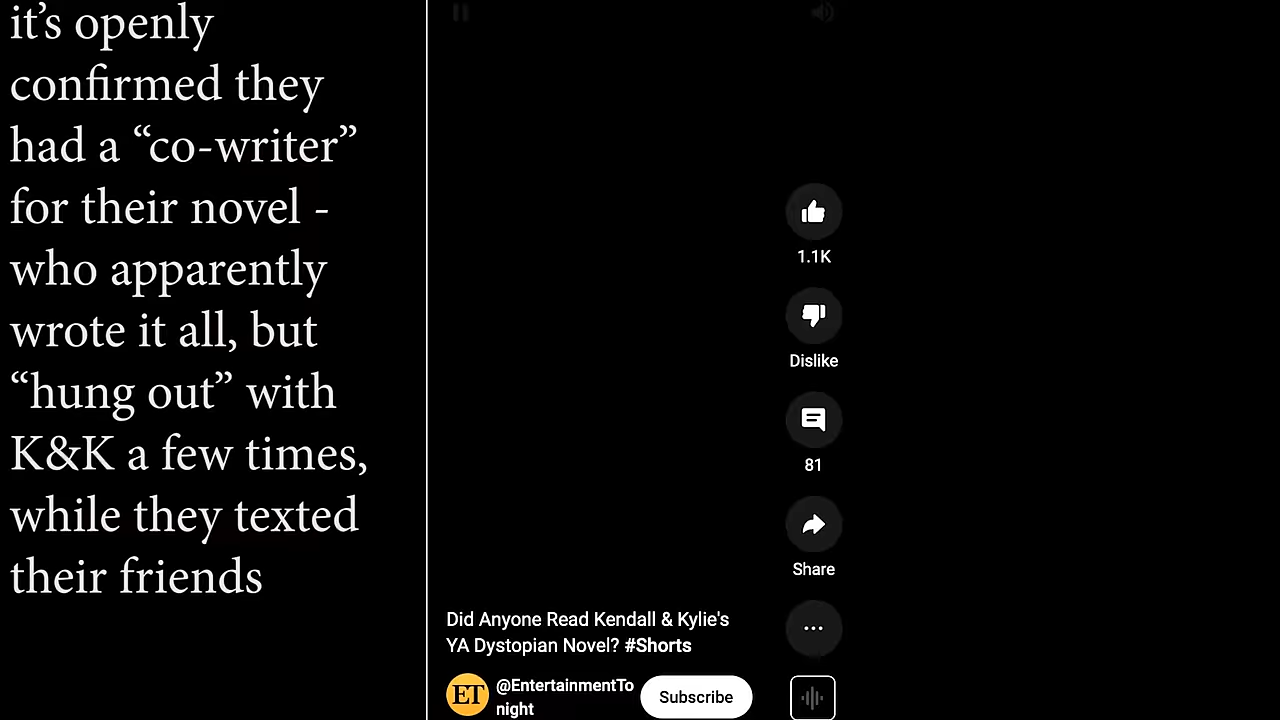 it’s openly
confirmed they
had a “co-writer”
for their novel -
who apparently
wrote it all, but
“hung out” with
K&K a few times,
while they texted
their friends
1.1K
Dislike
81
Share
Did Anyone Read Kendall & Kylie's
YA Dystopian Novel? #Shorts
ET
@EntertainmentTo
night
Subscribe